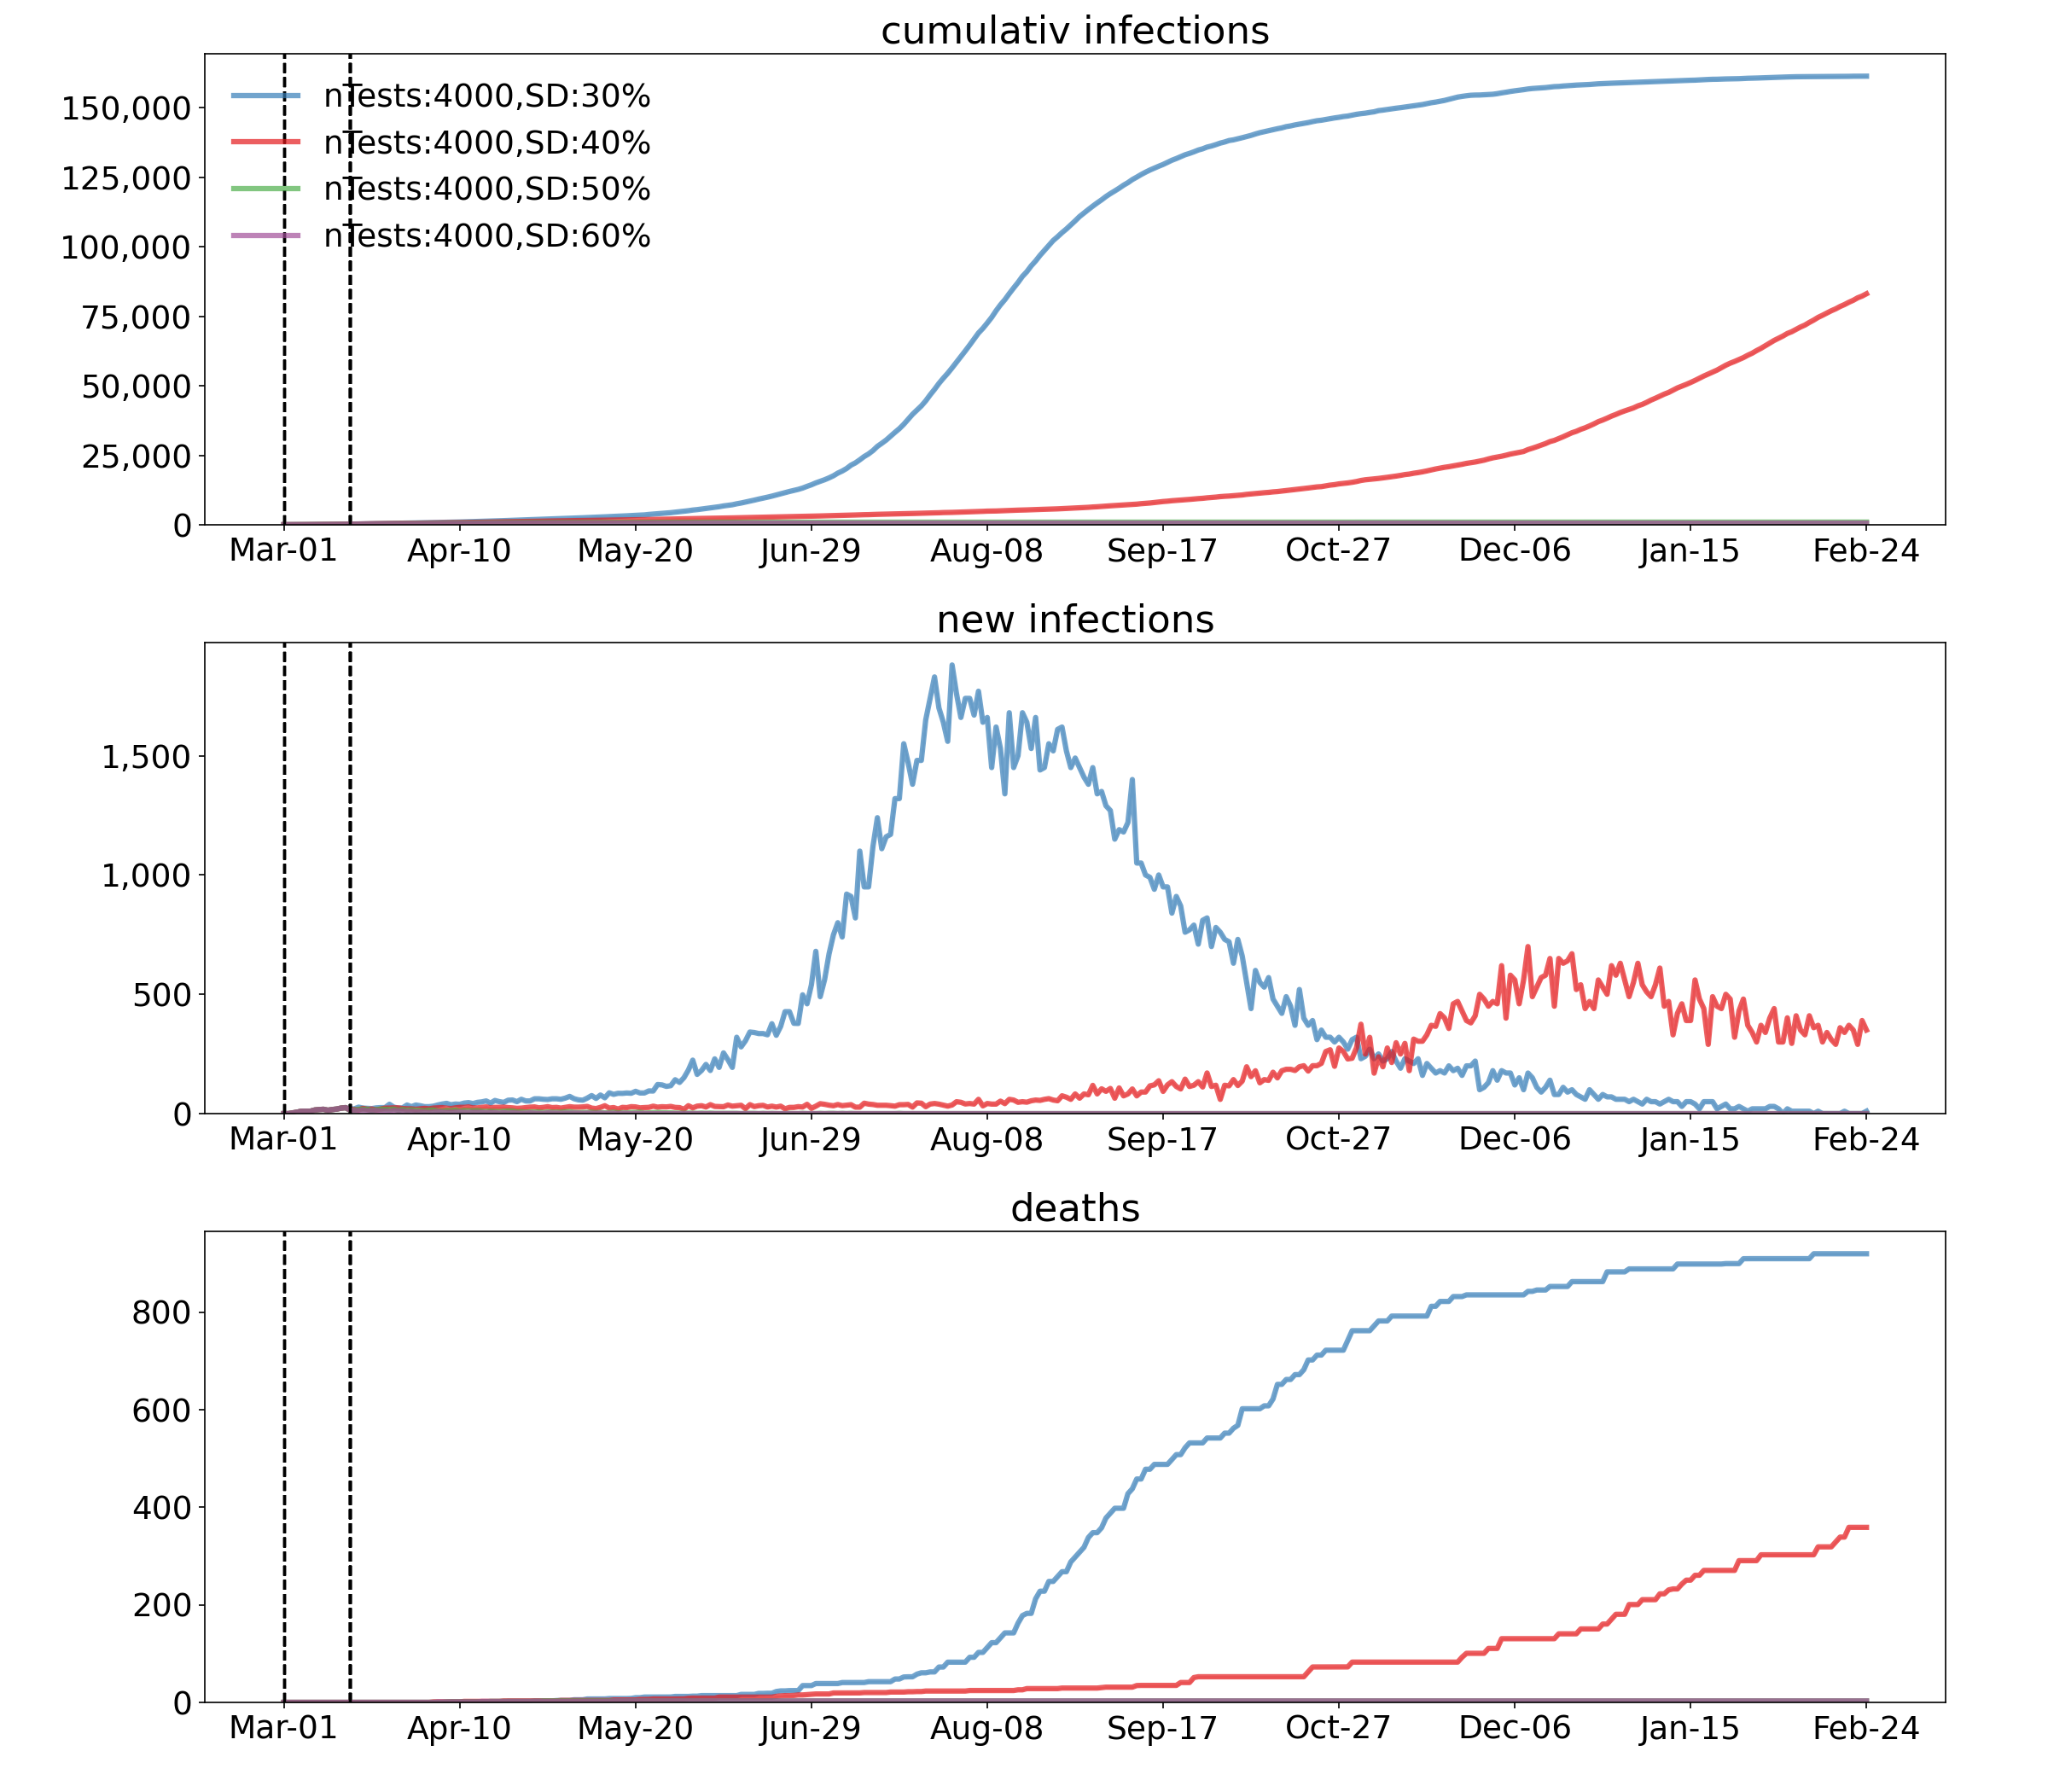 cumulativ infections
150,000
125,000
100,000
75,000
50,000
25,000
0
nTests:4000,SD:30%
nTests:4000,SD:40%
nTests:4000,SD:50%
nTests:4000,SD:60%
Mar-01 Apr-10 May-20 Jun-29 Aug-08 Sep-17 Oct-27 Dec-06 Jan-15 Feb-24
new infections
1,500
1,000
500
0
Mar-01 Apr-10 May-20 Jun-29 Aug-08 Sep-17 Oct-27 Dec-06 Jan-15 Feb-24
deaths
800
600
400
200
0
Mar-01 Apr-10 May-20 Jun-29 Aug-08 Sep-17 Oct-27 Dec-06 Jan-15 Feb-24